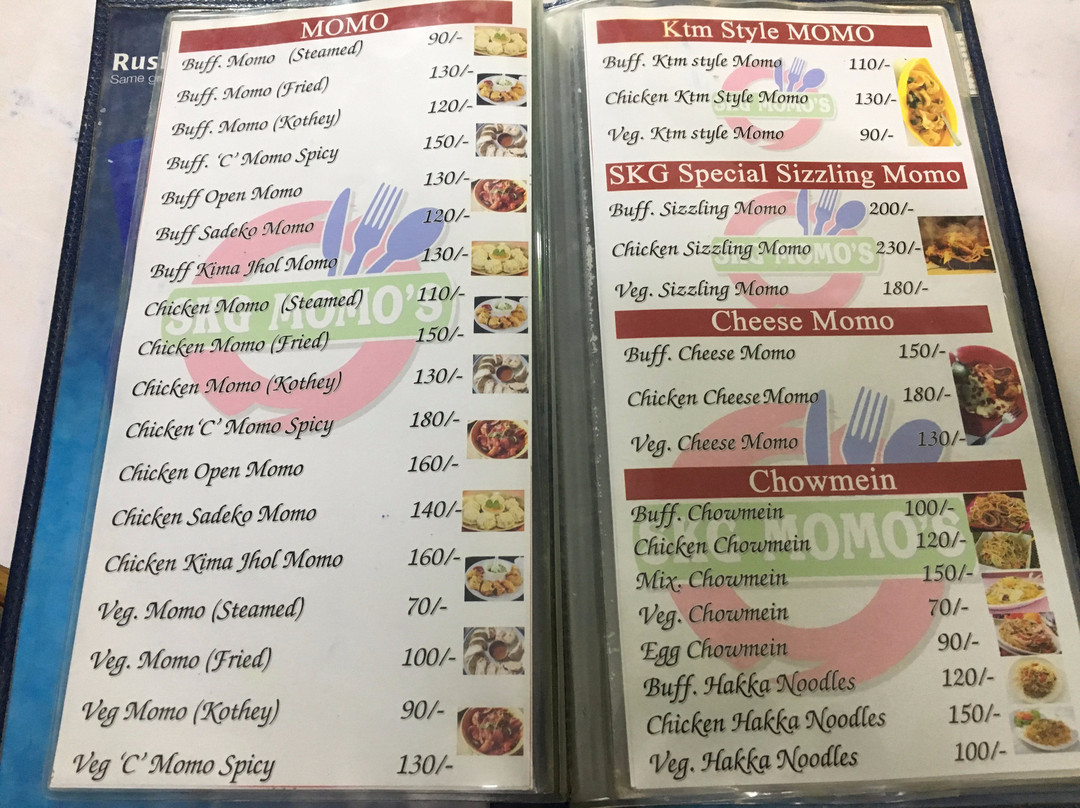 Rus
Same g
MOMO
Buff. Momo (Steamed) 90/-
Buff. Momo (Fried) 130/-
Buff. Momo (Kothey) 120/-
Buff. 'C' Momo Spicy 150/-
Buff Open Momo 130/-
Buff Sadeko Momo 120/-
Buff Kima Jhol Momo 130/-
Chicken Momo (Steamed) 110/-
Chicken Momo (Fried) 150/-
Chicken Momo (Kothey) 130/-
Chicken 'C' Momo Spicy 180/-
Chicken Open Momo 160/-
Chicken Sadeko Momo 140/-
Chicken Kima Jhol Momo 160/-
Veg. Momo (Steamed) 70/-
Veg. Momo (Fried) 100/-
Veg Momo (Kothey) 90/-
Veg 'C' Momo Spicy 130/-
SKG MOMO'S
Ktm Style MOMO
Buff. Ktm style Momo 110/-
Chicken Ktm Style Momo 130/-
Veg. Ktm style Momo 90/-
SKG MOMO'S
SKG Special Sizzling Momo
Buff. Sizzling Momo 200/-
Chicken Sizzling Momo 230/-
Veg. Sizzling Momo 180/-
SKG MOMO'S
Cheese Momo
Buff. Cheese Momo 150/-
Chicken Cheese Momo 180/-
Veg. Cheese Momo 130/-
Chowmein
Buff. Chowmein 100/-
Chicken Chowmein 120/-
Mix. Chowmein 150/-
Veg. Chowmein 70/-
Egg Chowmein 90/-
Buff. Hakka Noodles 120/-
Chicken Hakka Noodles 150/-
Veg. Hakka Noodles 100/-
SKG MOMO'S